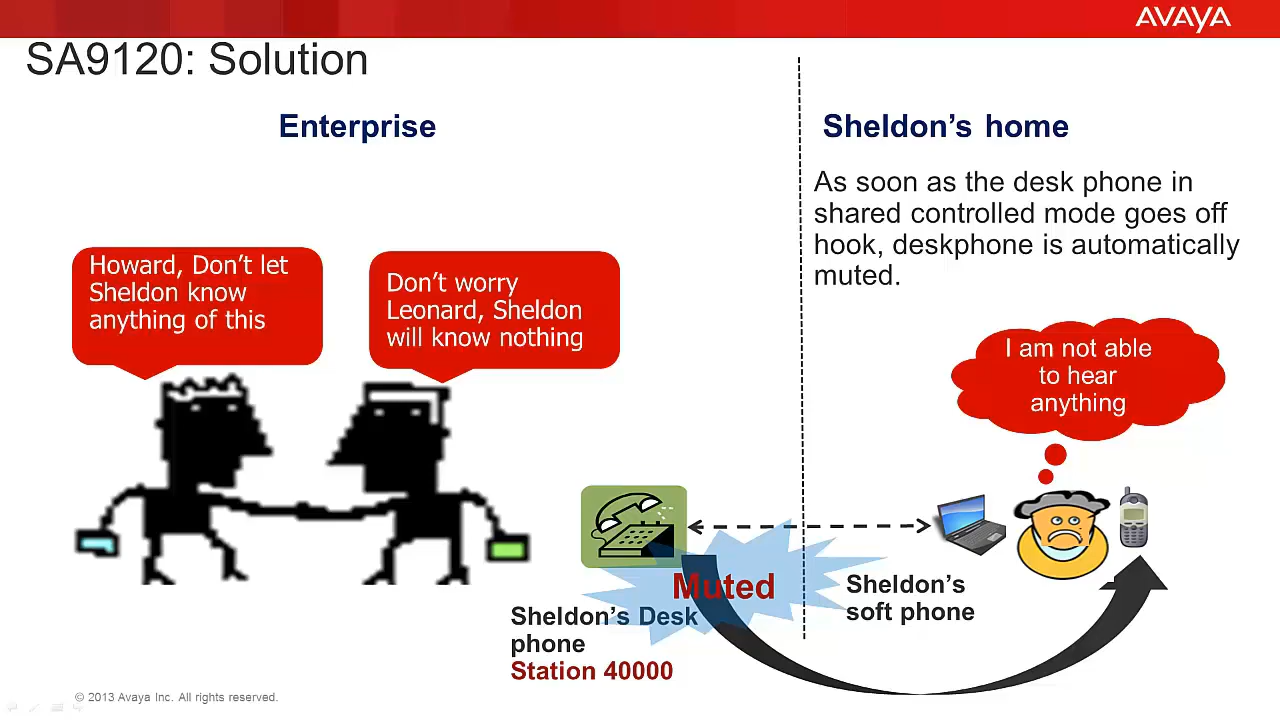 AVAYA
SA9120: Solution
Enterprise
Sheldon’s home
As soon as the desk phone in
shared controlled mode goes off
hook, deskphone is automatically
muted.
Howard, Don’t let
Sheldon know
anything of this
Don’t worry
Leonard, Sheldon
will know nothing
I am not able
to hear
anything
Muted
Sheldon’s Desk
phone
Station 40000
Sheldon’s
soft phone
© 2013 Avaya Inc. All rights reserved.